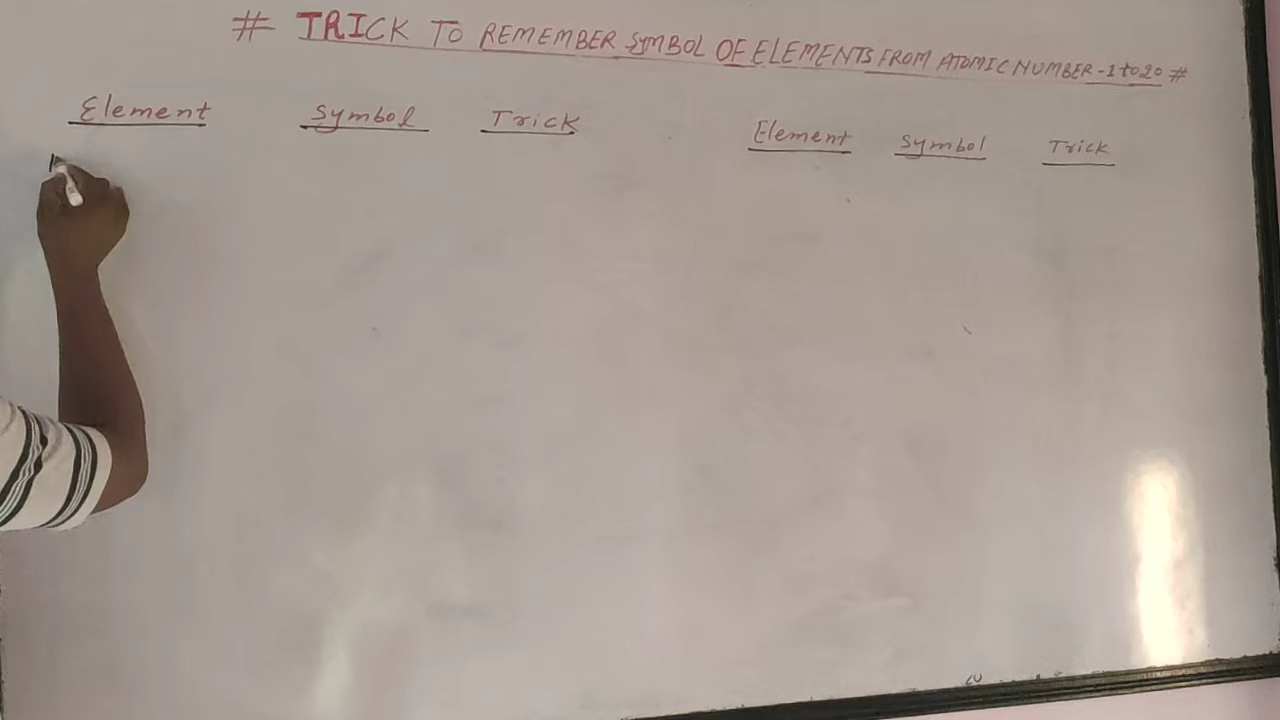 # TRICK TO REMEMBER SYMBOL OF ELEMENTS FROM ATOMIC NUMBER - 1 to 20 #
Element Symbol Trick Element Symbol Trick